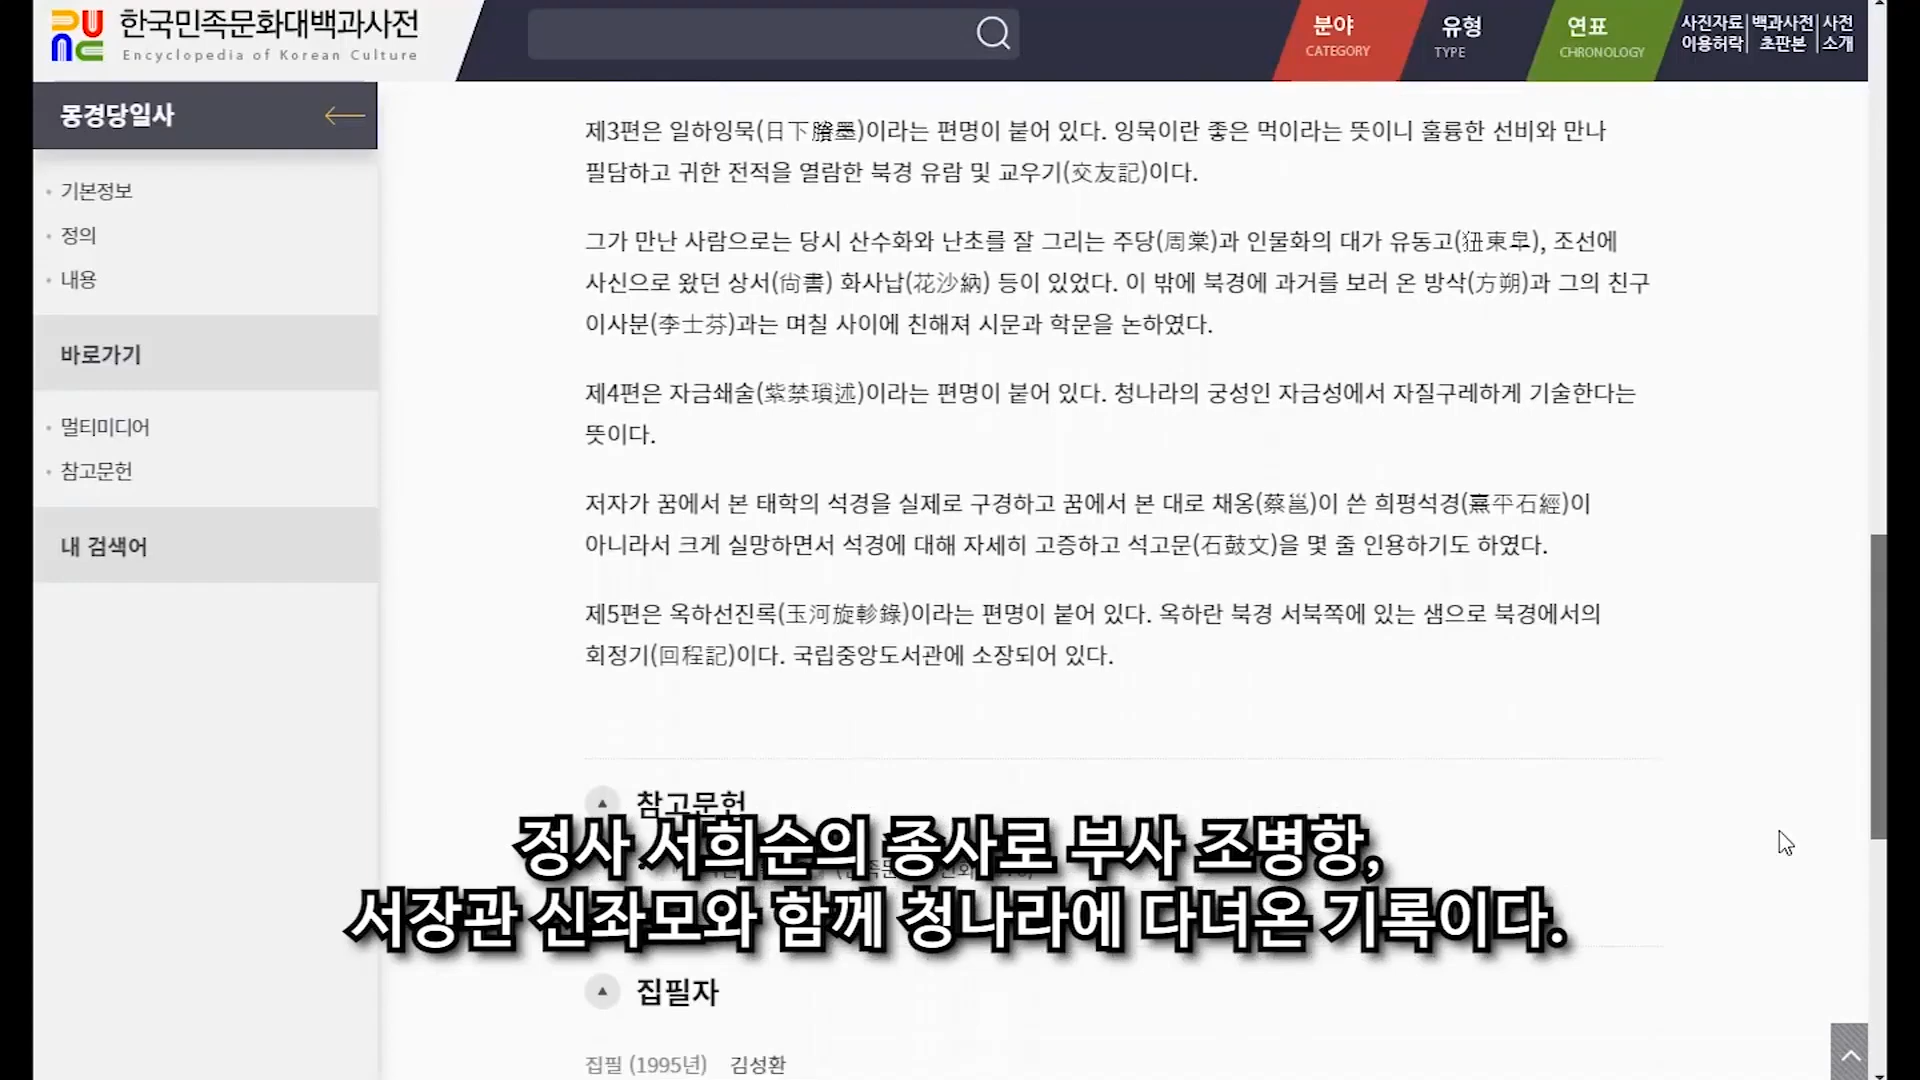 한국민족문화대백과사전
Encyclopedia of Korean Culture
분야
CATEGORY
유형
TYPE
연표
CHRONOLOGY
사진자료 이용허락
백과사전 초판본
사전 소개
몽경당일사
기본정보
정의
내용
바로가기
멀티미디어
참고문헌
내 검색어
제3편은 일하잉묵(日下賸墨)이라는 편명이 붙어 있다. 잉묵이란 좋은 먹이라는 뜻이니 훌륭한 선비와 만나
필담하고 귀한 전적을 열람한 북경 유람 및 교우기(交友記)이다.
그가 만난 사람으로는 당시 산수화와 난초를 잘 그리는 주당(周棠)과 인물화의 대가 유동고(狃東皐), 조선에
사신으로 왔던 상서(尙書) 화사납(花沙納) 등이 있었다. 이 밖에 북경에 과거를 보러 온 방삭(方朔)과 그의 친구
이사분(李士芬)과는 며칠 사이에 친해져 시문과 학문을 논하였다.
제4편은 자금쇄술(紫禁瑣述)이라는 편명이 붙어 있다. 청나라의 궁성인 자금성에서 자질구레하게 기술한다는
뜻이다.
저자가 꿈에서 본 태학의 석경을 실제로 구경하고 꿈에서 본 대로 채옹(蔡邕)이 쓴 희평석경(熹平石經)이
아니라서 크게 실망하면서 석경에 대해 자세히 고증하고 석고문(石鼓文)을 몇 줄 인용하기도 하였다.
제5편은 옥하선진록(玉河旋軫錄)이라는 편명이 붙어 있다. 옥하란 북경 서북쪽에 있는 샘으로 북경에서의
회정기(回程記)이다. 국립중앙도서관에 소장되어 있다.
참고문헌
정사 서희순의 종사로 부사 조병항,
서장관 신좌모와 함께 청나라에 다녀온 기록이다.
집필자
집필 (1995년) 김성환